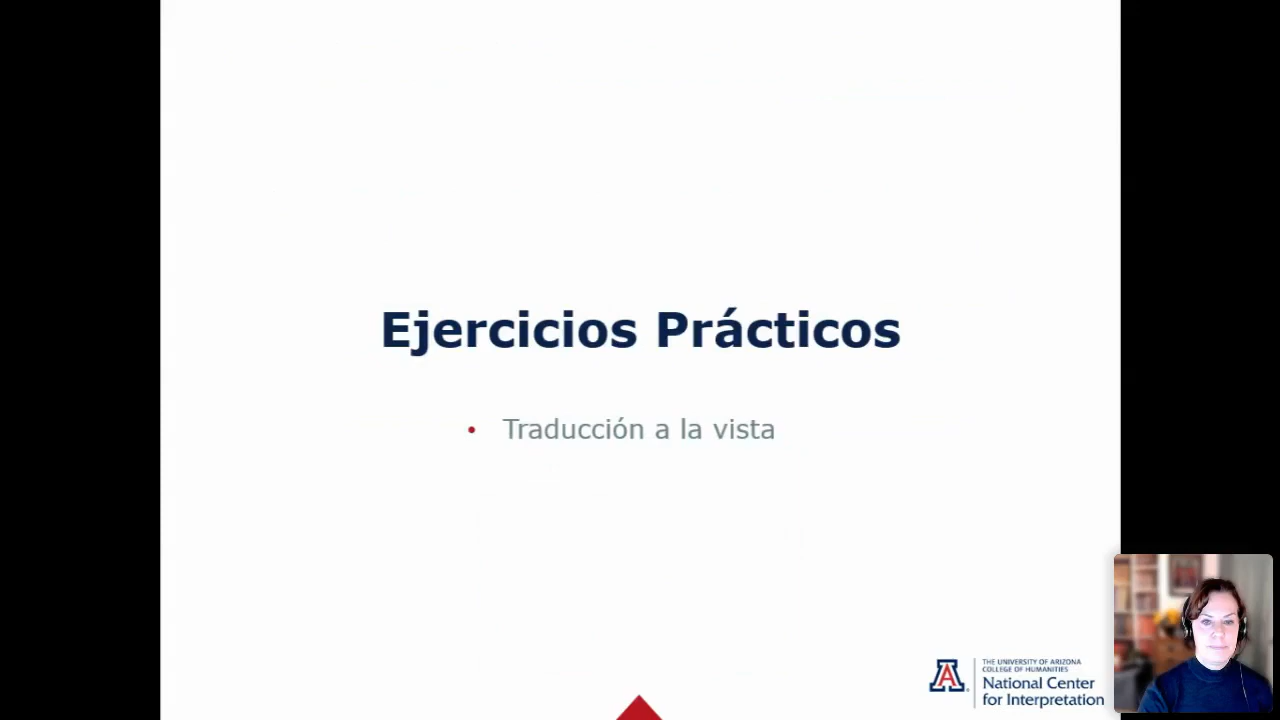 Ejercicios Prácticos
• Traducción a la vista
THE UNIVERSITY OF ARIZONA
COLLEGE OF HUMANITIES
National Center
for Interpretation
A